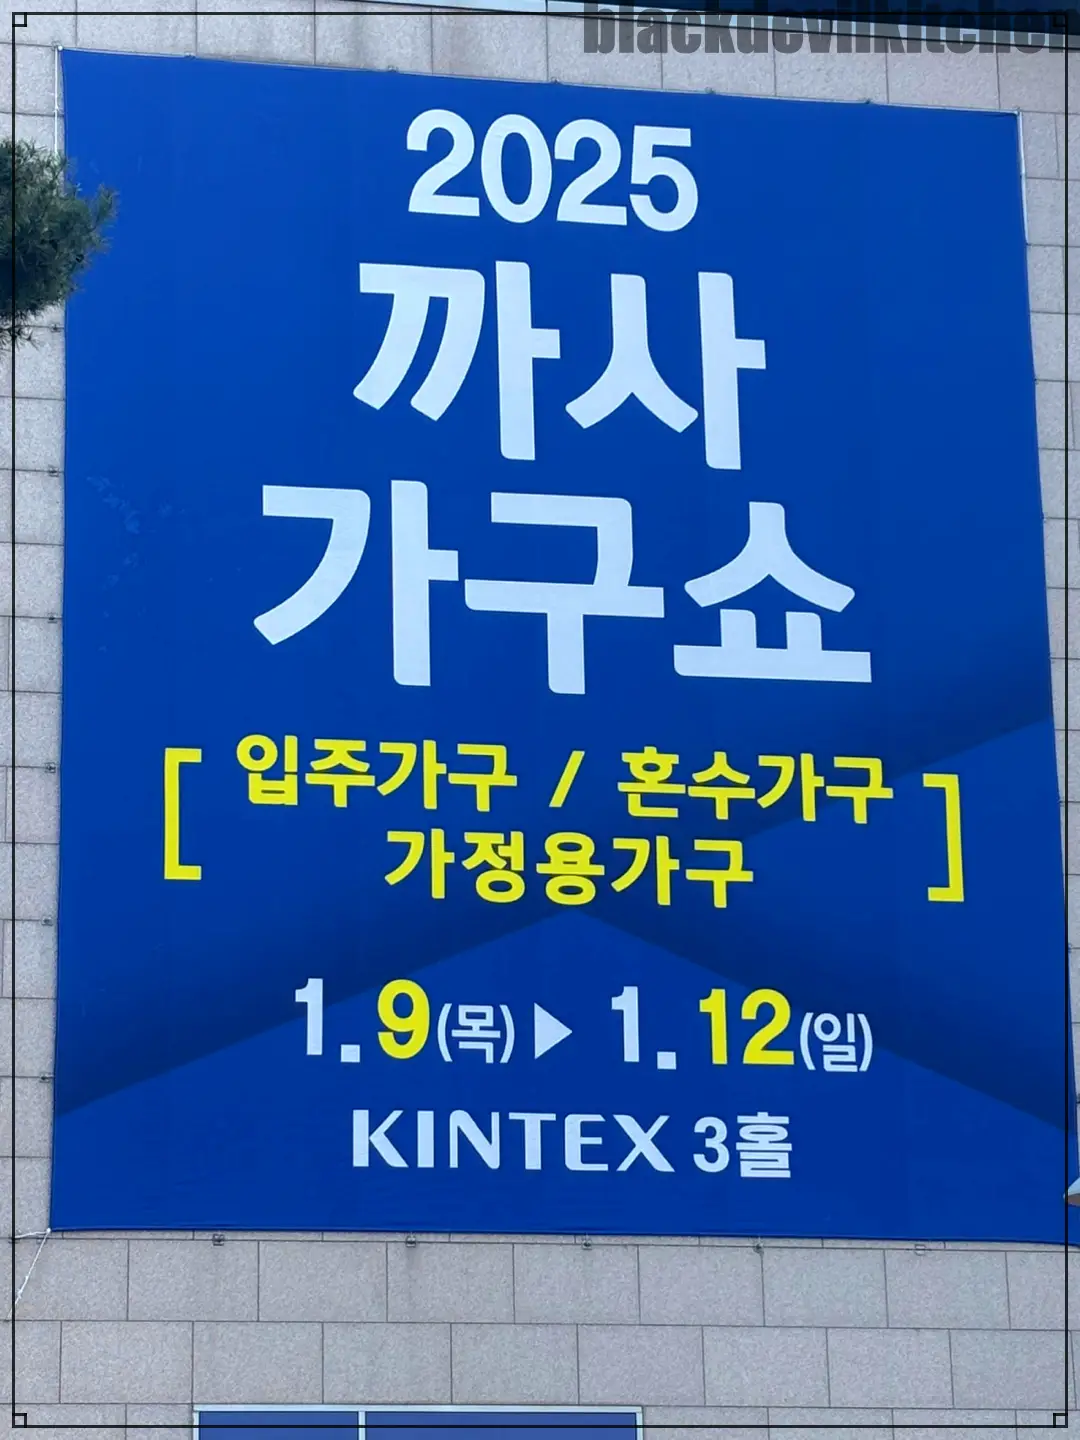 blackdevilkitchen
2025
까사
가구쇼
[ 입주가구 / 혼수가구
가정용가구 ]
1.9(목) ▶ 1.12(일)
KINTEX 3홀